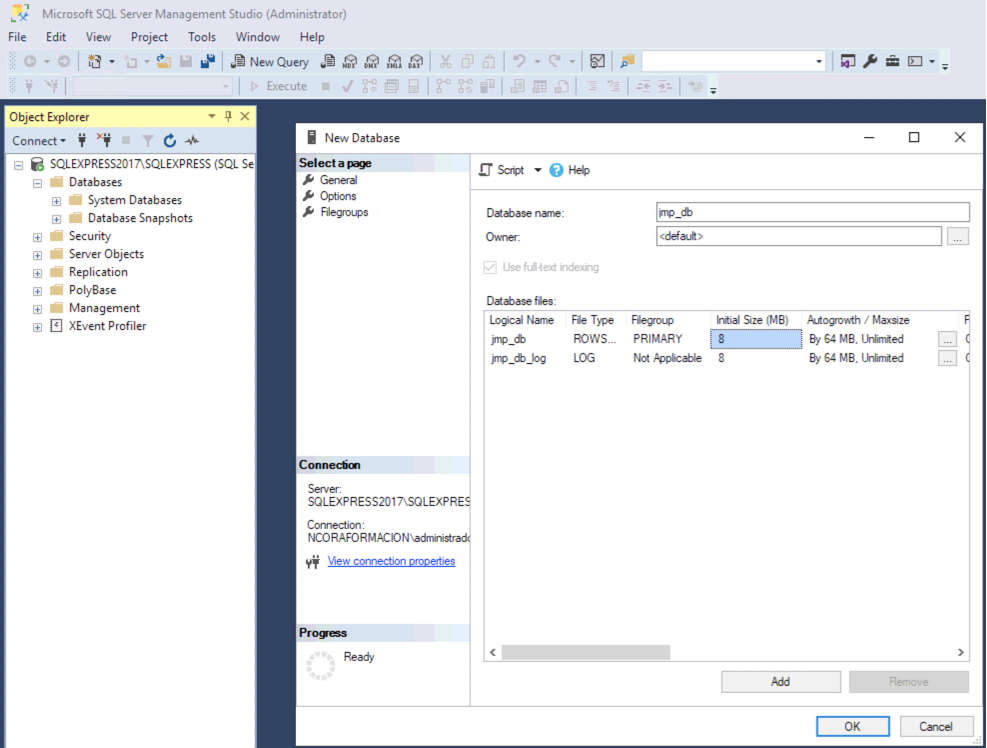 Microsoft SQL Server Management Studio (Administrator)
File Edit View Project Tools Window Help
New Query MDX DMX XMLA DAX
Execute
Object Explorer
Connect
SQLEXPRESS2017\SQLEXPRESS (SQL Se
Databases
System Databases
Database Snapshots
Security
Server Objects
Replication
PolyBase
Management
XEvent Profiler
New Database
Select a page
General
Options
Filegroups
Script Help
Database name: jmp_db
Owner: <default> ...
Use full-text indexing
Database files:
Logical Name File Type Filegroup Initial Size (MB) Autogrowth / Maxsize P
jmp_db ROWS... PRIMARY 8 By 64 MB, Unlimited ...
jmp_db_log LOG Not Applicable 8 By 64 MB, Unlimited ...
Connection
Server:
SQLEXPRESS2017\SQLEXPRES
Connection:
NCORAFORMACION\administrado
View connection properties
Progress
Ready
Add Remove
OK Cancel